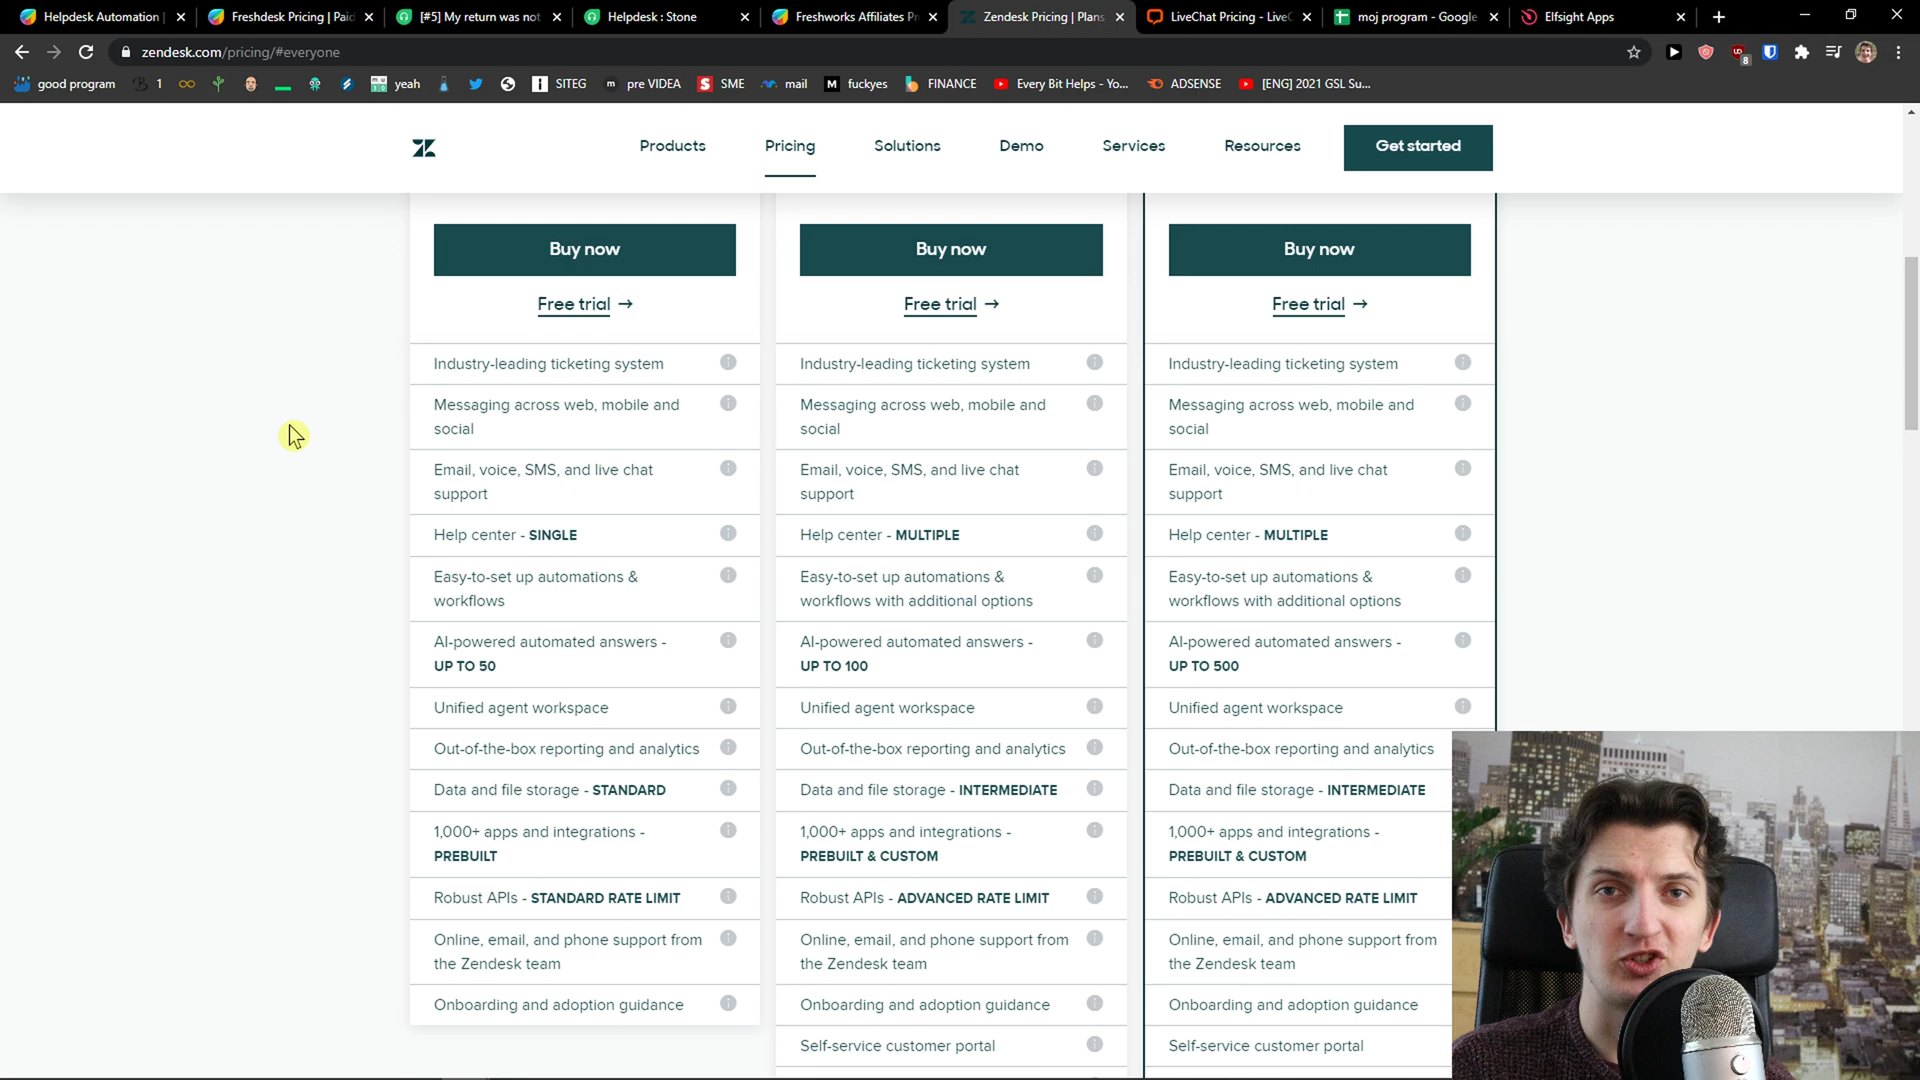 Helpdesk Automation |
Freshdesk Pricing | Paid
[#5] My return was not
Helpdesk : Stone
Freshworks Affiliates Pr
Zendesk Pricing | Plans
LiveChat Pricing - LiveC
moj program - Google
Elfsight Apps
zendesk.com/pricing/#everyone
8
good program
1
yeah
SITEG
pre VIDEA
SME
mail
fuckyes
FINANCE
Every Bit Helps - Yo...
ADSENSE
[ENG] 2021 GSL Su...
Products
Pricing
Solutions
Demo
Services
Resources
Get started
Buy now
Free trial →
Industry-leading ticketing system
Messaging across web, mobile and
social
Email, voice, SMS, and live chat
support
Help center - SINGLE
Easy-to-set up automations &
workflows
AI-powered automated answers -
UP TO 50
Unified agent workspace
Out-of-the-box reporting and analytics
Data and file storage - STANDARD
1,000+ apps and integrations -
PREBUILT
Robust APIs - STANDARD RATE LIMIT
Online, email, and phone support from
the Zendesk team
Onboarding and adoption guidance
Buy now
Free trial →
Industry-leading ticketing system
Messaging across web, mobile and
social
Email, voice, SMS, and live chat
support
Help center - MULTIPLE
Easy-to-set up automations &
workflows with additional options
AI-powered automated answers -
UP TO 100
Unified agent workspace
Out-of-the-box reporting and analytics
Data and file storage - INTERMEDIATE
1,000+ apps and integrations -
PREBUILT & CUSTOM
Robust APIs - ADVANCED RATE LIMIT
Online, email, and phone support from
the Zendesk team
Onboarding and adoption guidance
Self-service customer portal
Buy now
Free trial →
Industry-leading ticketing system
Messaging across web, mobile and
social
Email, voice, SMS, and live chat
support
Help center - MULTIPLE
Easy-to-set up automations &
workflows with additional options
AI-powered automated answers -
UP TO 500
Unified agent workspace
Out-of-the-box reporting and analytics
Data and file storage - INTERMEDIATE
1,000+ apps and integrations -
PREBUILT & CUSTOM
Robust APIs - ADVANCED RATE LIMIT
Online, email, and phone support from
the Zendesk team
Onboarding and adoption guidance
Self-service customer portal